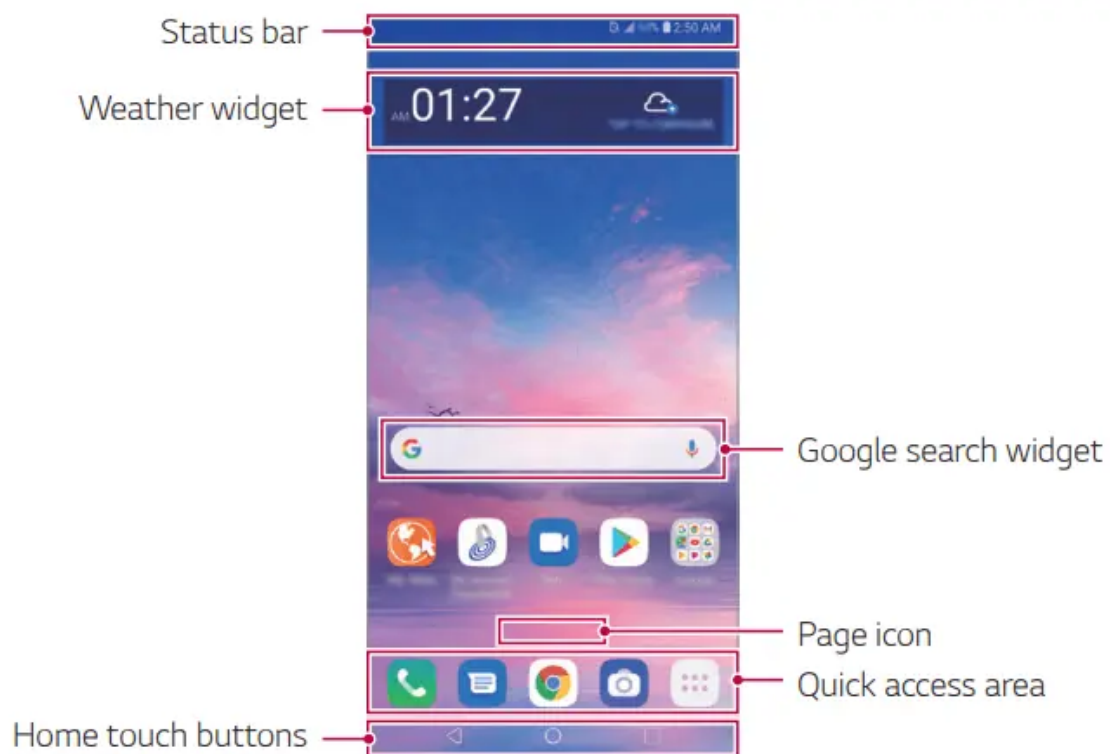 Status bar
2:50 AM
Weather widget
AM 01:27
Google search widget
Page icon
Quick access area
Home touch buttons